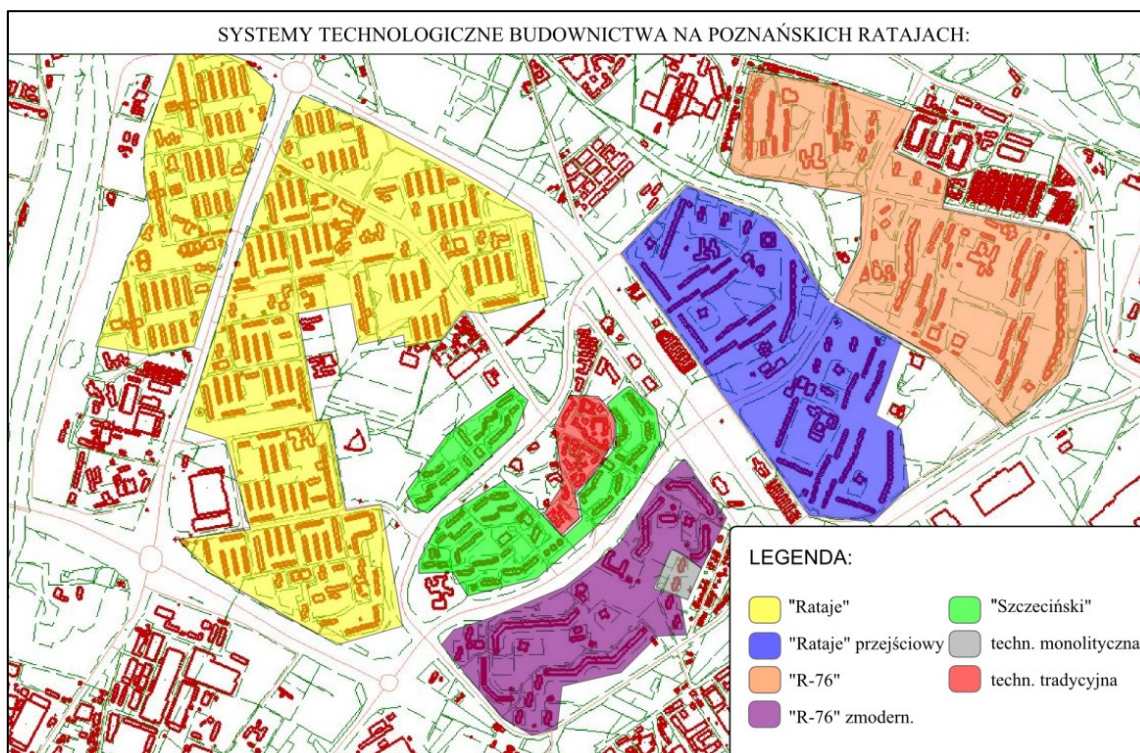 SYSTEMY TECHNOLOGICZNE BUDOWNICTWA NA POZNAŃSKICH RATAJACH:
LEGENDA:
"Rataje"
"Rataje" przejściowy
"R-76"
"R-76" zmodern.
"Szczeciński"
techn. monolityczna
techn. tradycyjna